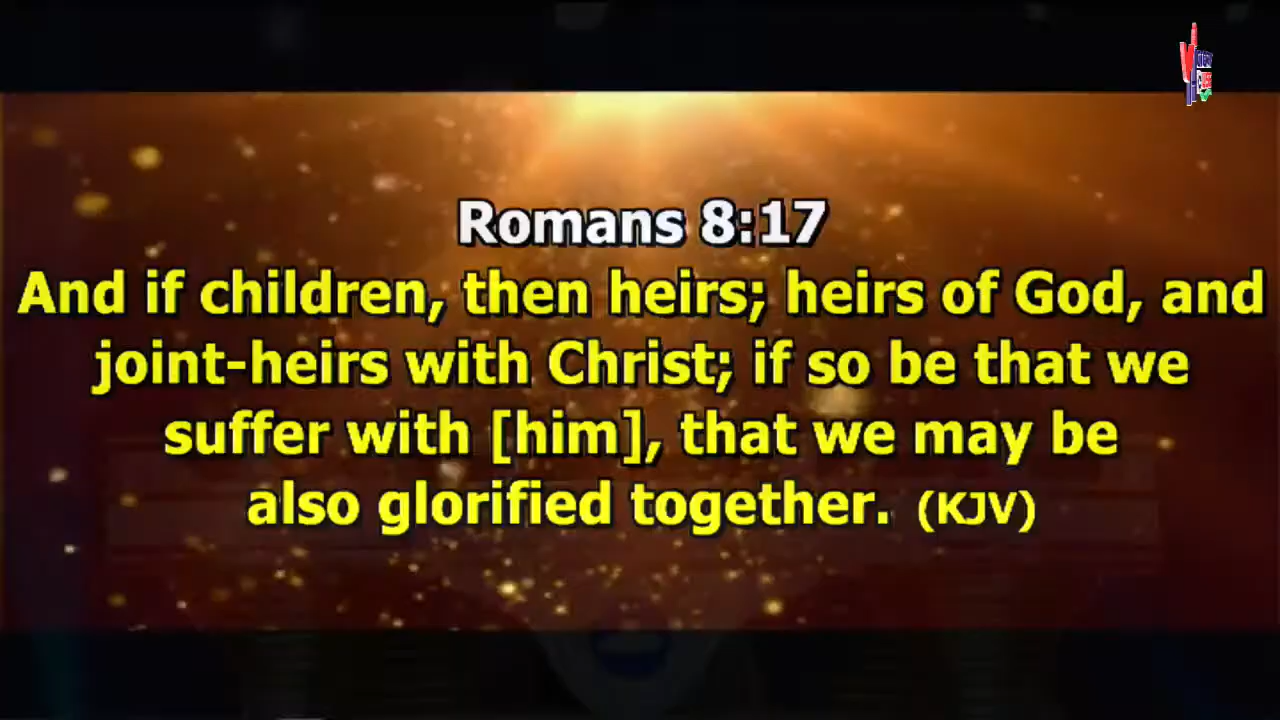 Romans 8:17
And if children, then heirs; heirs of God, and
joint-heirs with Christ; if so be that we
suffer with [him], that we may be
also glorified together. (KJV)